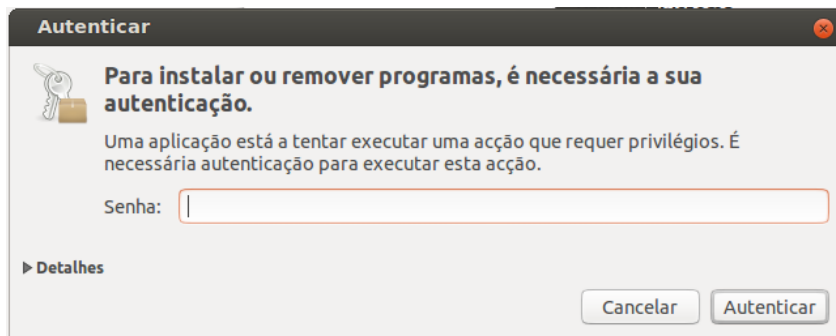 Autenticar
Para instalar ou remover programas, é necessária a sua
autenticação.
Uma aplicação está a tentar executar uma acção que requer privilégios. É
necessária autenticação para executar esta acção.
Senha:
Detalhes
Cancelar
Autenticar